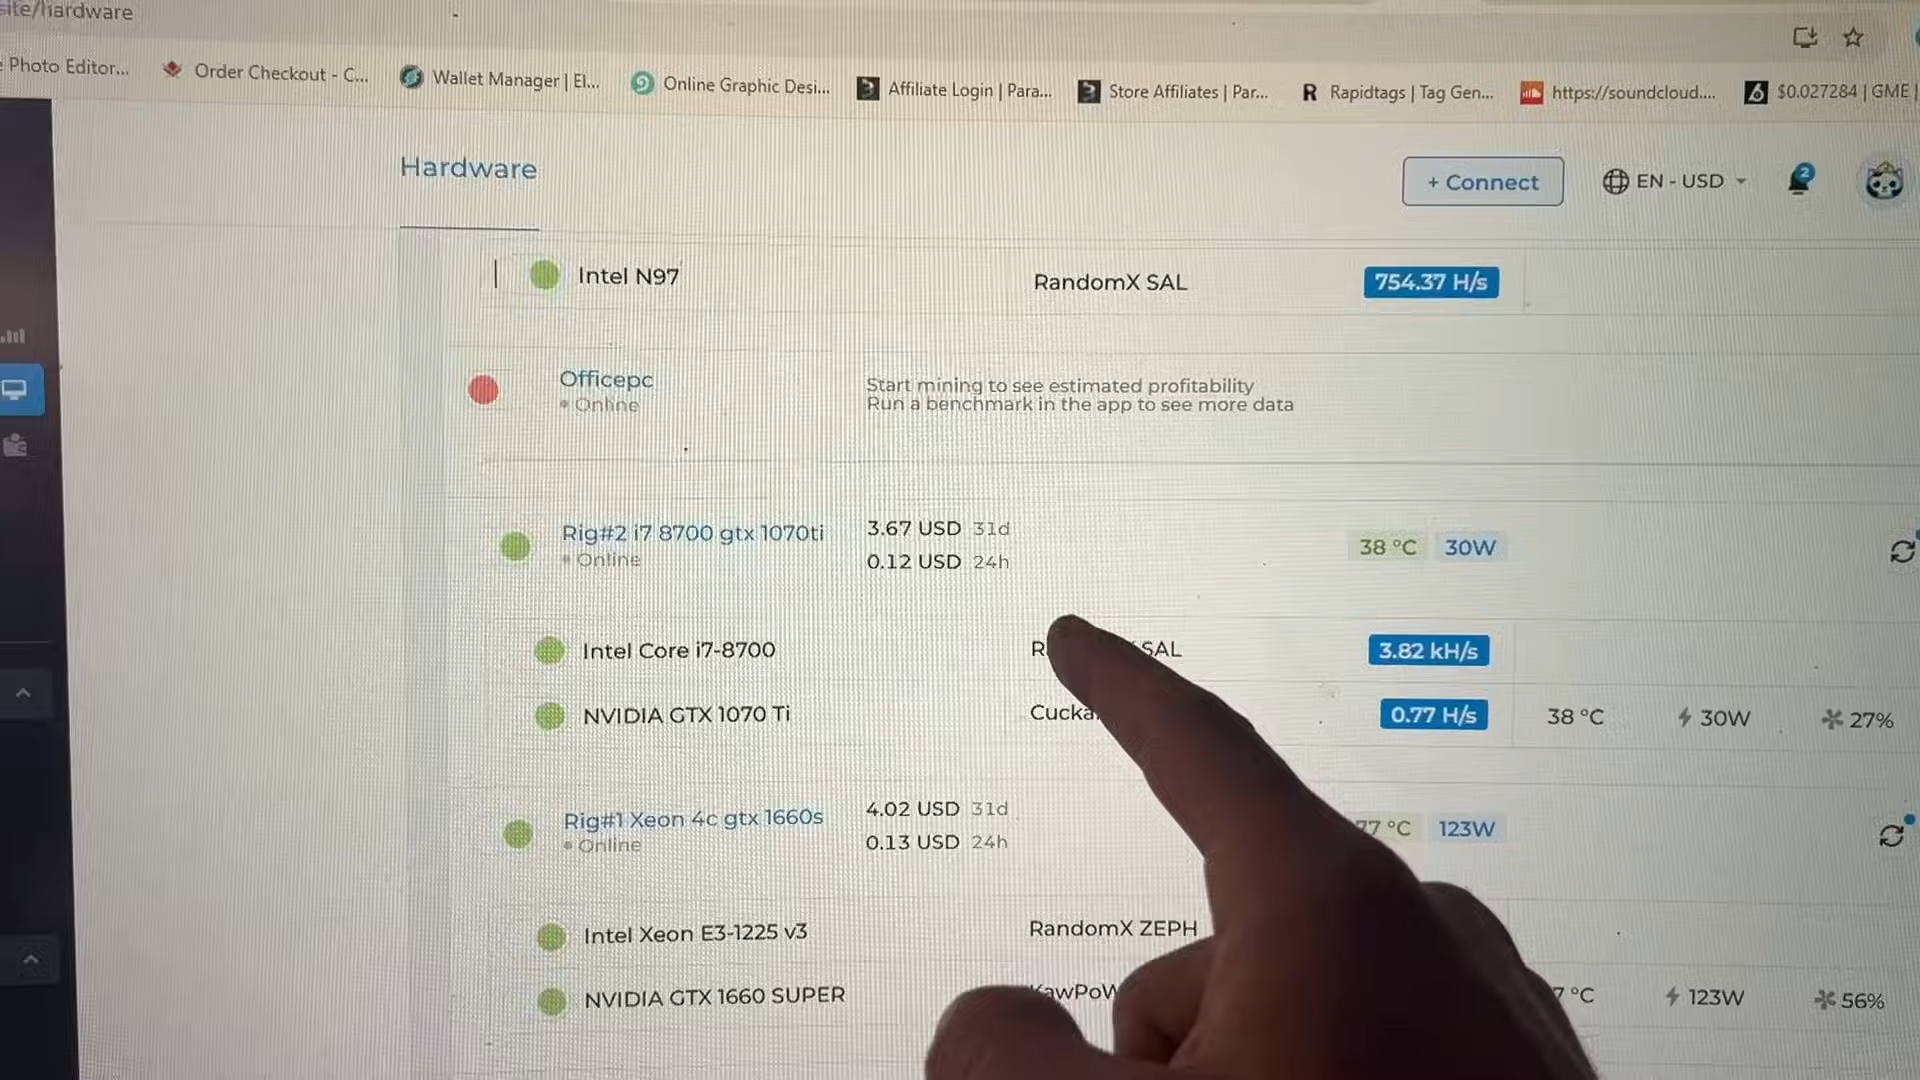 site/hardware
Photo Editor... Order Checkout - C... Wallet Manager | El... Online Graphic Desi... Affiliate Login | Para... Store Affiliates | Par... R Rapidtags | Tag Gen... https://soundcloud.... $0.027284 | GME |
Hardware + Connect EN - USD 2
Intel N97 RandomX SAL 754.37 H/s
Officepc Start mining to see estimated profitability
Online Run a benchmark in the app to see more data
Rig#2 i7 8700 gtx 1070ti 3.67 USD 31d 38 °C 30W
Online 0.12 USD 24h
Intel Core i7-8700 SAL 3.82 kH/s
NVIDIA GTX 1070 Ti 0.77 H/s 38 °C 30W 27%
Rig#1 Xeon 4c gtx 1660s 4.02 USD 31d 77 °C 123W
Online 0.13 USD 24h
Intel Xeon E3-1225 v3 RandomX ZEPH
NVIDIA GTX 1660 SUPER 7 °C 123W 56%